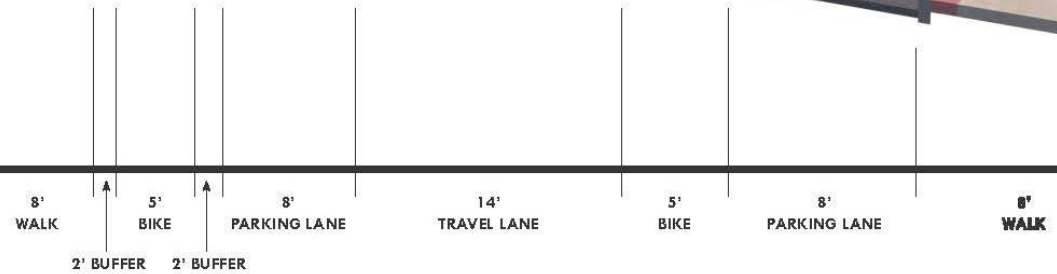 8' 5' 8' 14' 5' 8' 8'
WALK BIKE PARKING LANE TRAVEL LANE BIKE PARKING LANE WALK
2' BUFFER 2' BUFFER